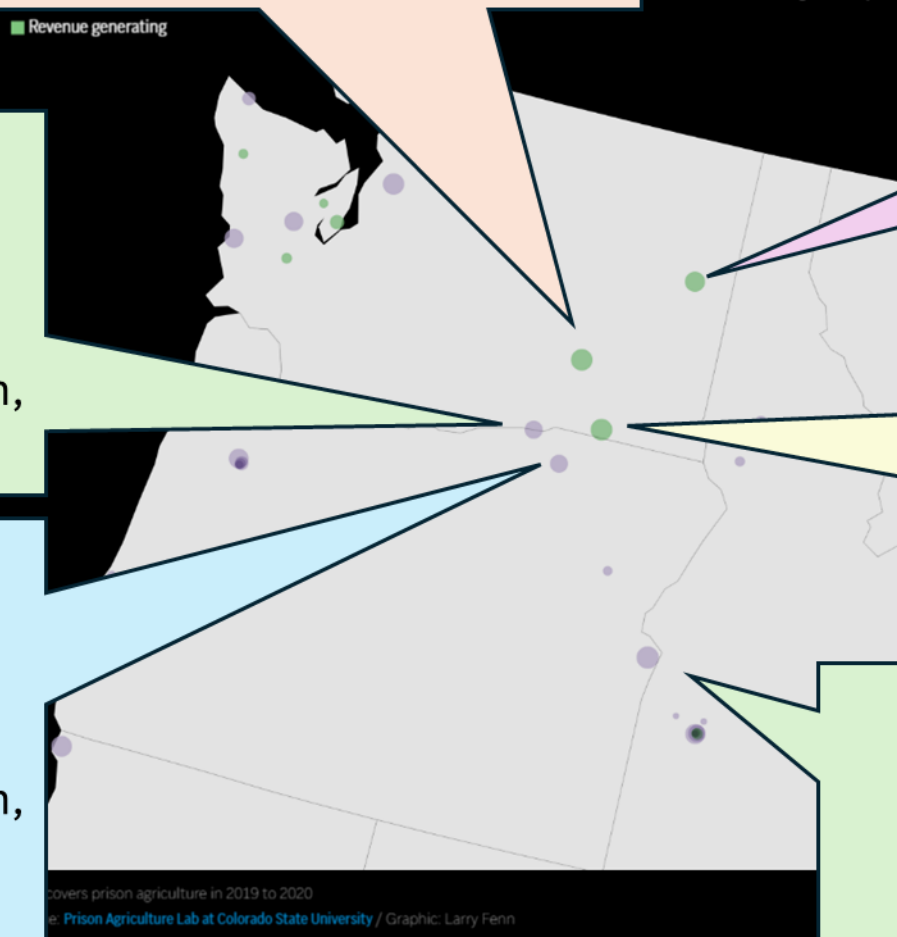 Revenue generating
n,
n,
covers prison agriculture in 2019 to 2020
e: Prison Agriculture Lab at Colorado State University / Graphic: Larry Fenn